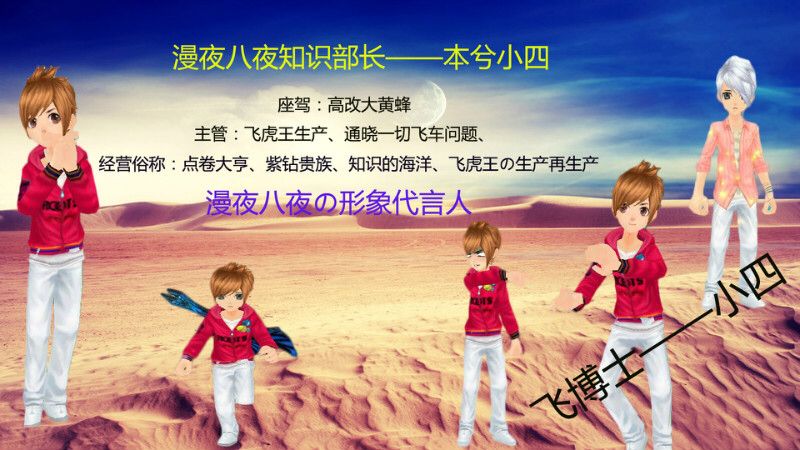 漫夜八夜知识部长——本兮小四
座驾：高改大黄蜂
主管：飞虎王生产、通晓一切飞车问题、
经营俗称：点卷大亨、紫钻贵族、知识的海洋、飞虎王の生产再生产
漫夜八夜の形象代言人
飞博士——小四